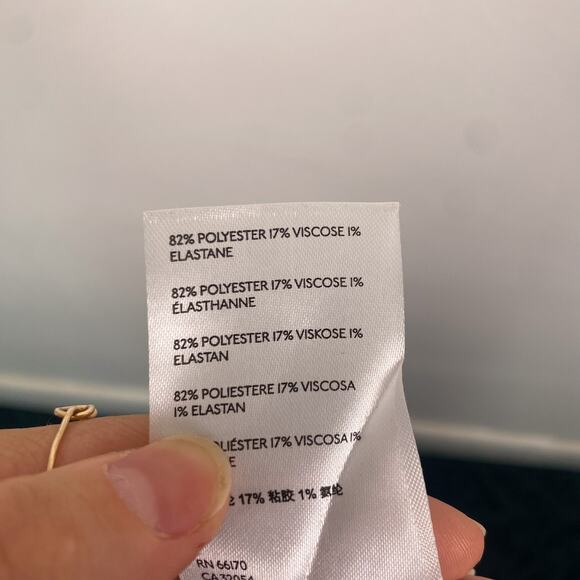 82% POLYESTER 17% VISCOSE 1%
ELASTANE
82% POLYESTER 17% VISCOSE 1%
ÉLASTHANNE
82% POLYESTER 17% VISKOSE 1%
ELASTAN
82% POLIESTERE 17% VISCOSA
1% ELASTAN
17% VISCOSA 1%
17% 粘胶 1% 氨纶
RN 66170